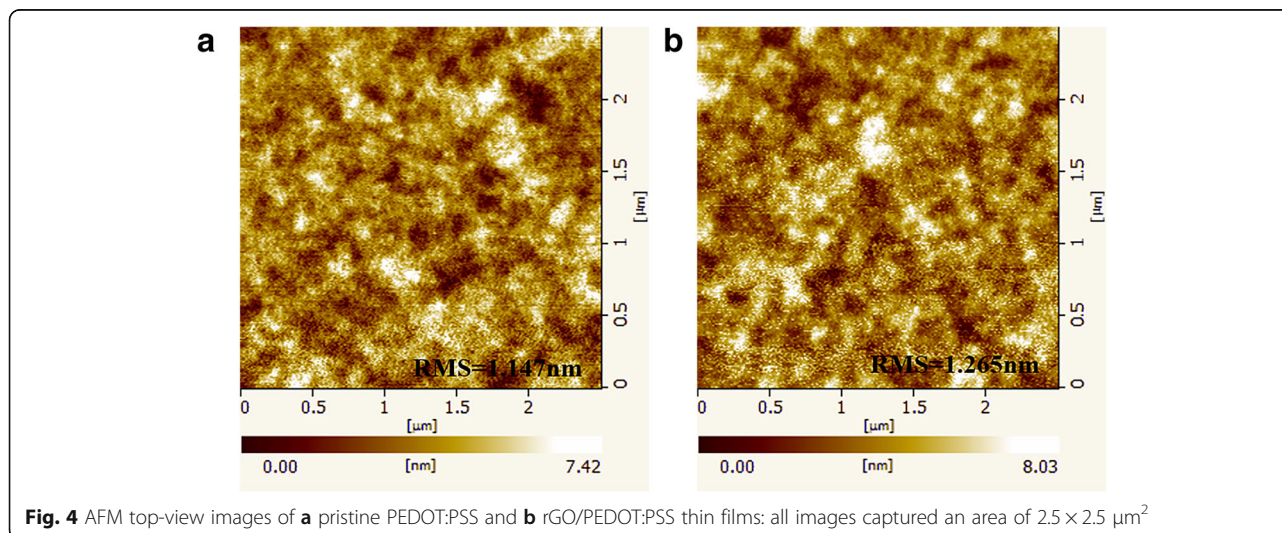 a
b
2
1.5
[µm]
1
0.5
0
RMS=1.147nm
0 0.5 1 1.5 2
[µm]
0.00 [nm] 7.42
2
1.5
[µm]
1
0.5
0
RMS=1.265nm
0 0.5 1 1.5 2
[µm]
0.00 [nm] 8.03
Fig. 4 AFM top-view images of a pristine PEDOT:PSS and b rGO/PEDOT:PSS thin films: all images captured an area of 2.5 × 2.5 µm²